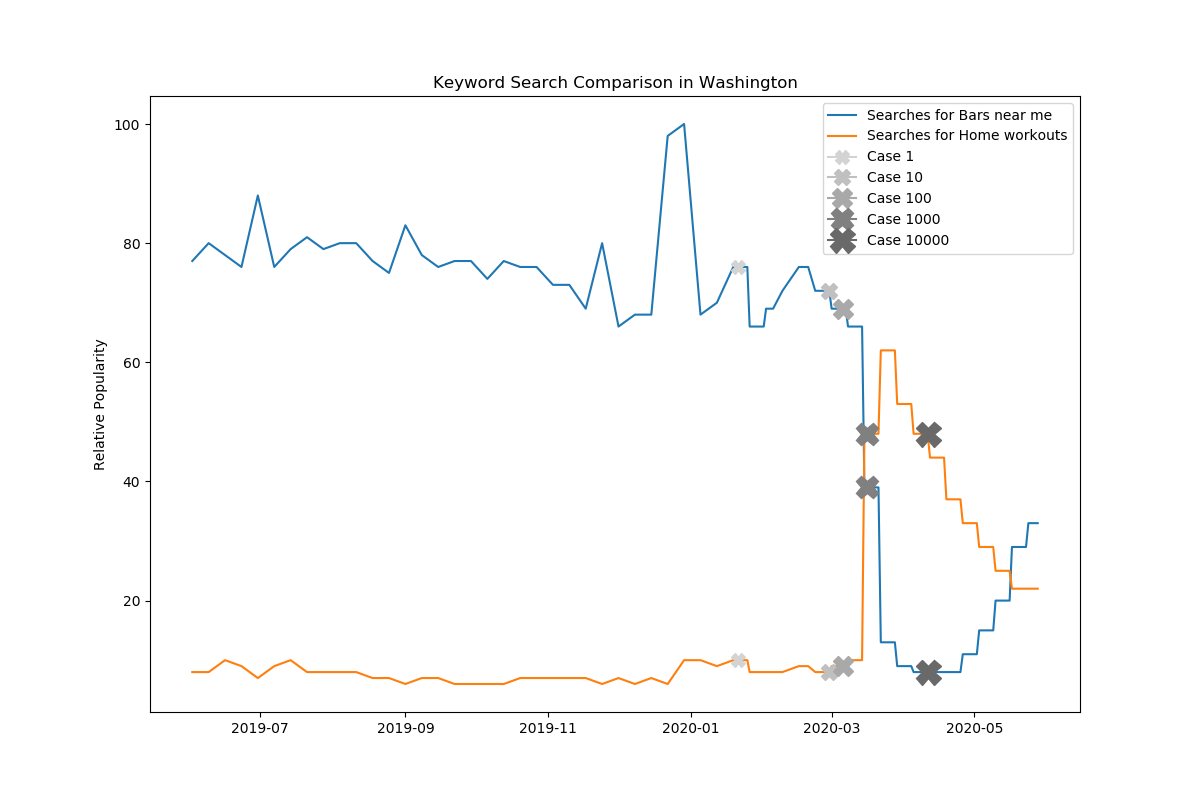 Keyword Search Comparison in Washington
Searches for Bars near me
Searches for Home workouts
Case 1
Case 10
Case 100
Case 1000
Case 10000
Relative Popularity
100
80
60
40
20
2019-07 2019-09 2019-11 2020-01 2020-03 2020-05